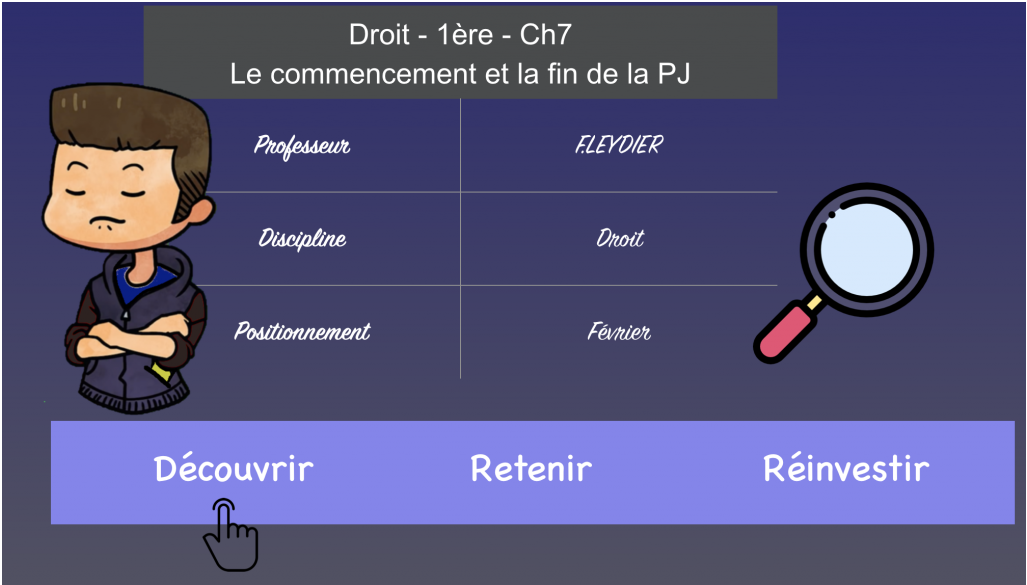 Droit - 1ère - Ch7
Le commencement et la fin de la PJ
Professeur F.LEYDIER
Discipline Droit
Positionnement Février
Découvrir Retenir Réinvestir